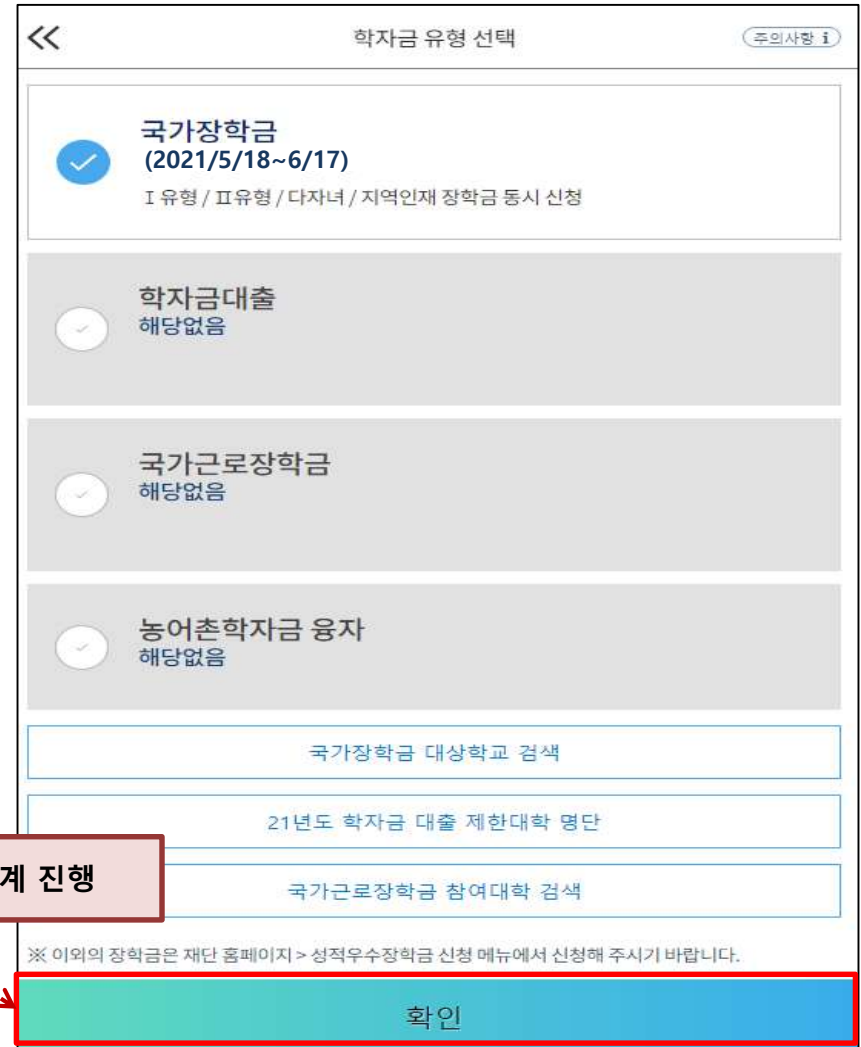 학자금 유형 선택
주의사항 i
국가장학금
(2021/5/18~6/17)
I 유형 / II유형 / 다자녀 / 지역인재 장학금 동시 신청
학자금대출
해당없음
국가근로장학금
해당없음
농어촌학자금 융자
해당없음
국가장학금 대상학교 검색
21년도 학자금 대출 제한대학 명단
계 진행
국가근로장학금 참여대학 검색
※ 이외의 장학금은 재단 홈페이지 > 성적우수장학금 신청 메뉴에서 신청해 주시기 바랍니다.
확인